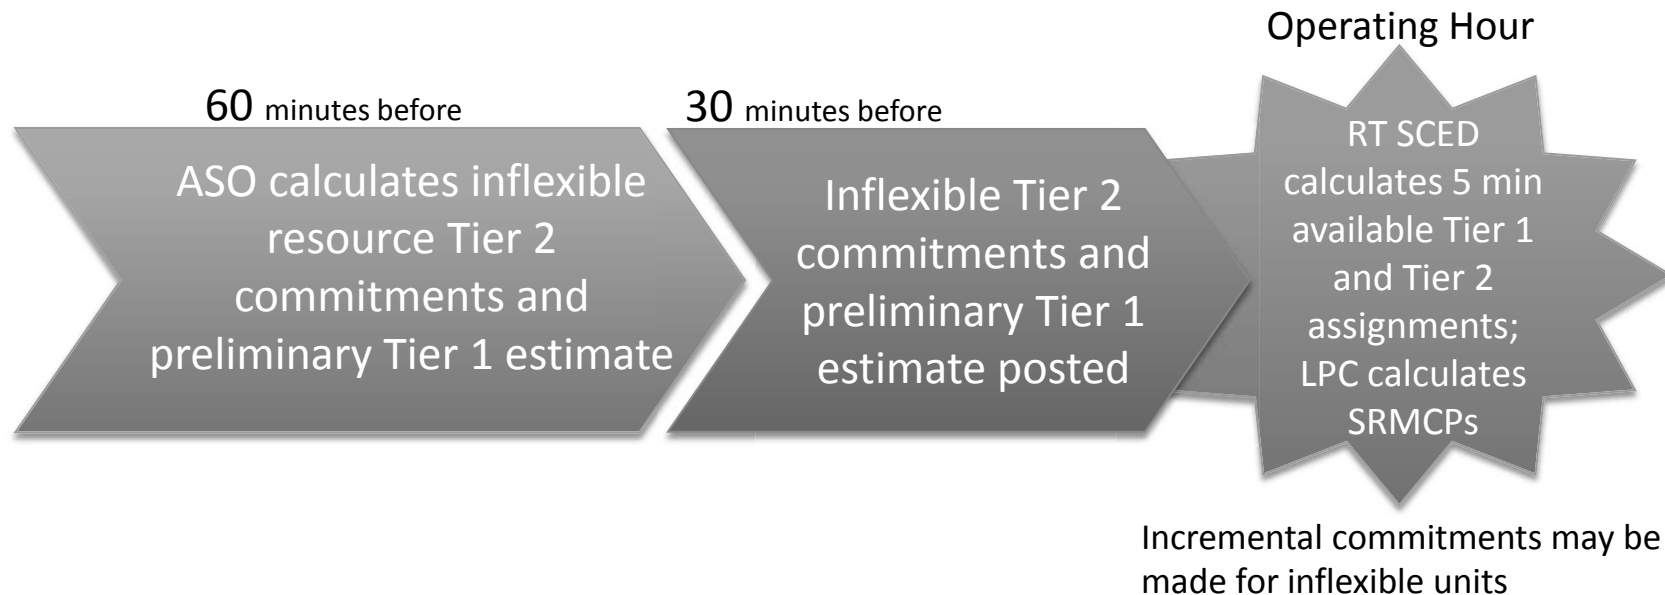 60 minutes before
ASO calculates inflexible
resource Tier 2
commitments and
preliminary Tier 1 estimate
30 minutes before
Inflexible Tier 2
commitments and
preliminary Tier 1
estimate posted
Operating Hour
RT SCED
calculates 5 min
available Tier 1
and Tier 2
assignments;
LPC calculates
SRMCPs
Incremental commitments may be
made for inflexible units